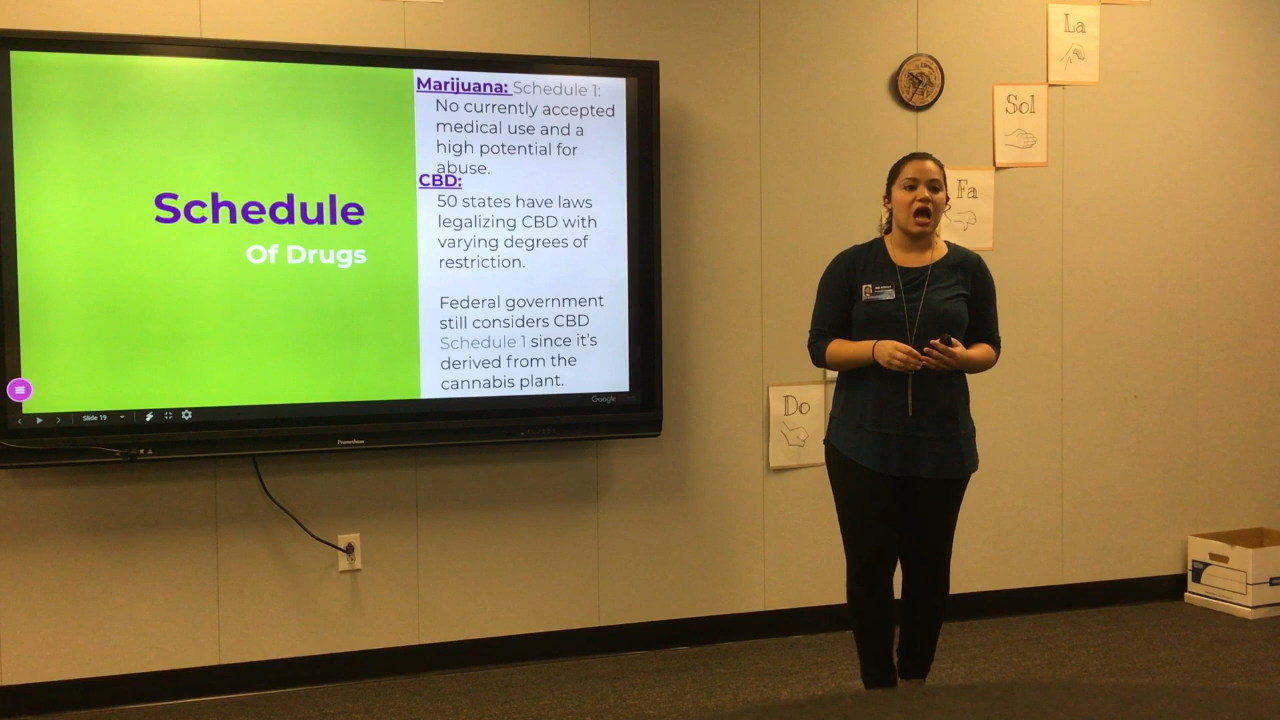 Schedule
Of Drugs
Marijuana: Schedule 1:
No currently accepted
medical use and a
high potential for
abuse.
CBD:
50 states have laws
legalizing CBD with
varying degrees of
restriction.
Federal government
still considers CBD
Schedule 1 since it's
derived from the
cannabis plant.
Slide 19
Google
Promethean
La
Sol
Fa
Do